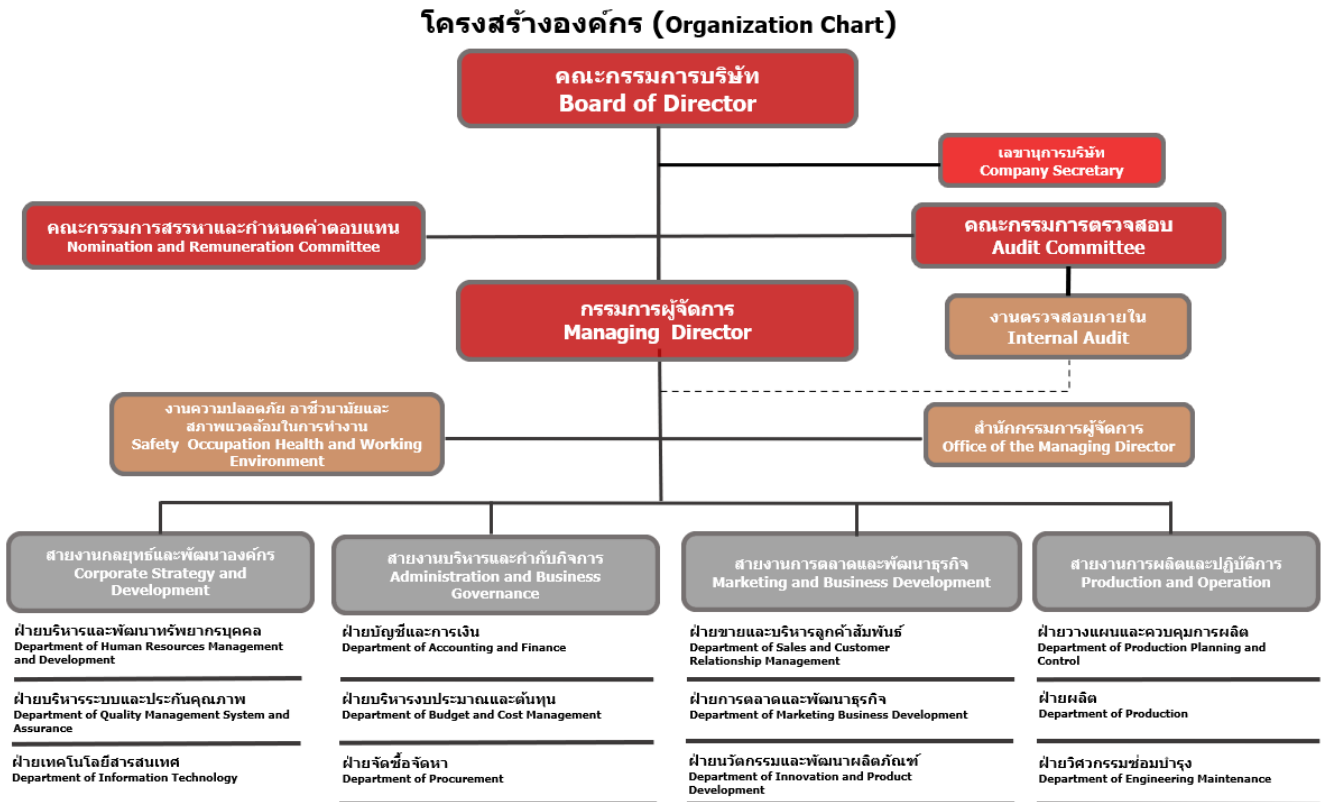 โครงสร้างองค์กร (Organization Chart)
คณะกรรมการบริษัท
Board of Director
เลขานุการบริษัท
Company Secretary
คณะกรรมการสรรหาและกำหนดค่าตอบแทน
Nomination and Remuneration Committee
คณะกรรมการตรวจสอบ
Audit Committee
กรรมการผู้จัดการ
Managing Director
งานตรวจสอบภายใน
Internal Audit
งานความปลอดภัย อาชีวนามัยและ
สภาพแวดล้อมในการทำงาน
Safety Occupation Health and Working
Environment
สำนักกรรมการผู้จัดการ
Office of the Managing Director
สายงานกลยุทธ์และพัฒนาองค์กร
Corporate Strategy and
Development
สายงานบริหารและกำกับกิจการ
Administration and Business
Governance
สายงานการตลาดและพัฒนาธุรกิจ
Marketing and Business Development
สายงานการผลิตและปฏิบัติการ
Production and Operation
ฝ่ายบริหารและพัฒนาทรัพยากรบุคคล
Department of Human Resources Management
and Development
ฝ่ายบริหารระบบและประกันคุณภาพ
Department of Quality Management System and
Assurance
ฝ่ายเทคโนโลยีสารสนเทศ
Department of Information Technology
ฝ่ายบัญชีและการเงิน
Department of Accounting and Finance
ฝ่ายบริหารงบประมาณและต้นทุน
Department of Budget and Cost Management
ฝ่ายจัดซื้อจัดหา
Department of Procurement
ฝ่ายขายและบริหารลูกค้าสัมพันธ์
Department of Sales and Customer
Relationship Management
ฝ่ายการตลาดและพัฒนาธุรกิจ
Department of Marketing Business Development
ฝ่ายนวัตกรรมและพัฒนาผลิตภัณฑ์
Department of Innovation and Product
Development
ฝ่ายวางแผนและควบคุมการผลิต
Department of Production Planning and
Control
ฝ่ายผลิต
Department of Production
ฝ่ายวิศวกรรมซ่อมบำรุง
Department of Engineering Maintenance